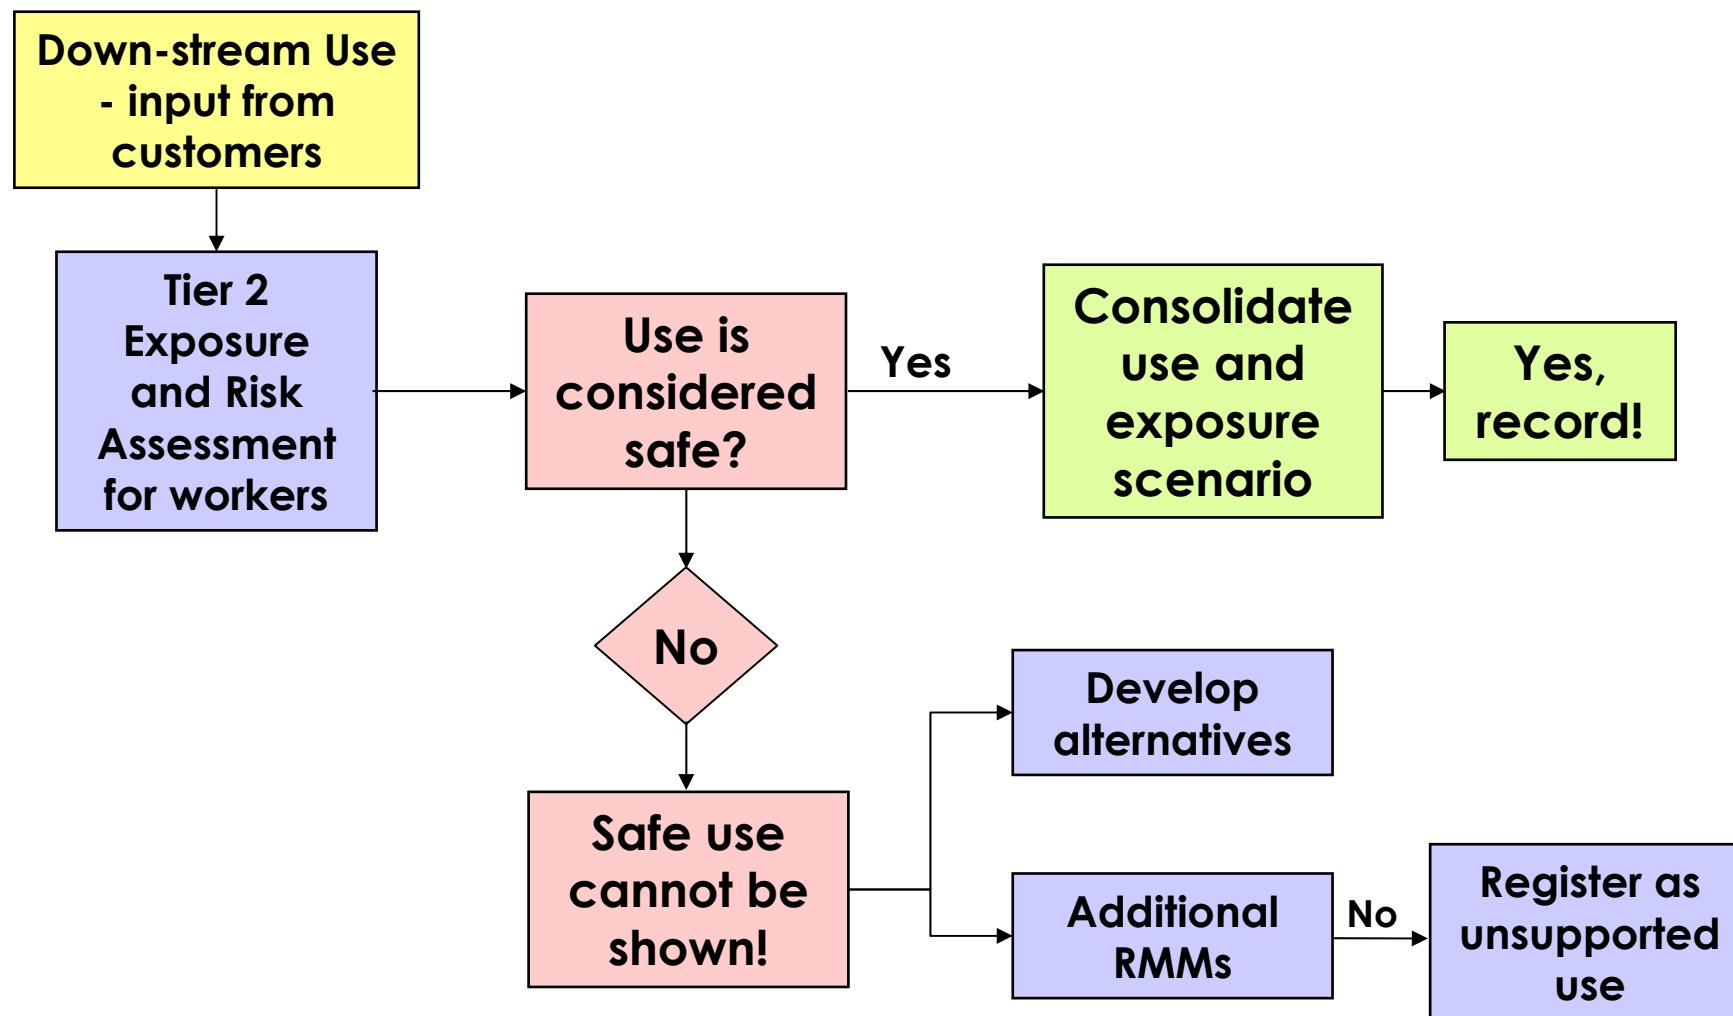 Down-stream Use
- input from
customers
Tier 2
Exposure
and Risk
Assessment
for workers
Use is
considered
safe?
Yes
Consolidate
use and
exposure
scenario
Yes,
record!
No
Safe use
cannot be
shown!
Develop
alternatives
Additional
RMMs
No
Register as
unsupported
use